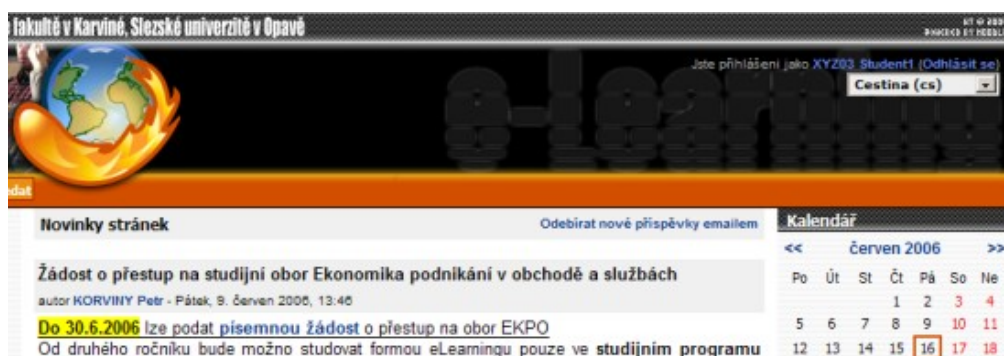 fakultě v Karviné, Slezské univerzitě v Opavě
Jste přihlášeni jako XYZ03 Student1 (Odhlásit se)
Cestina (cs)
e-Learning
edat
Novinky stránek
Odebírat nové příspěvky emailem
Žádost o přestup na studijní obor Ekonomika podnikání v obchodě a službách
autor KORVINY Petr - Pátek, 9. červen 2006, 13:46
Do 30.6.2006 lze podat písemnou žádost o přestup na obor EKPO
Od druhého ročníku bude možno studovat formou eLearningu pouze ve studijním programu
Kalendář
<< červen 2006 >>
Po Út St Čt Pá So Ne
1 2 3 4
5 6 7 8 9 10 11
12 13 14 15 16 17 18